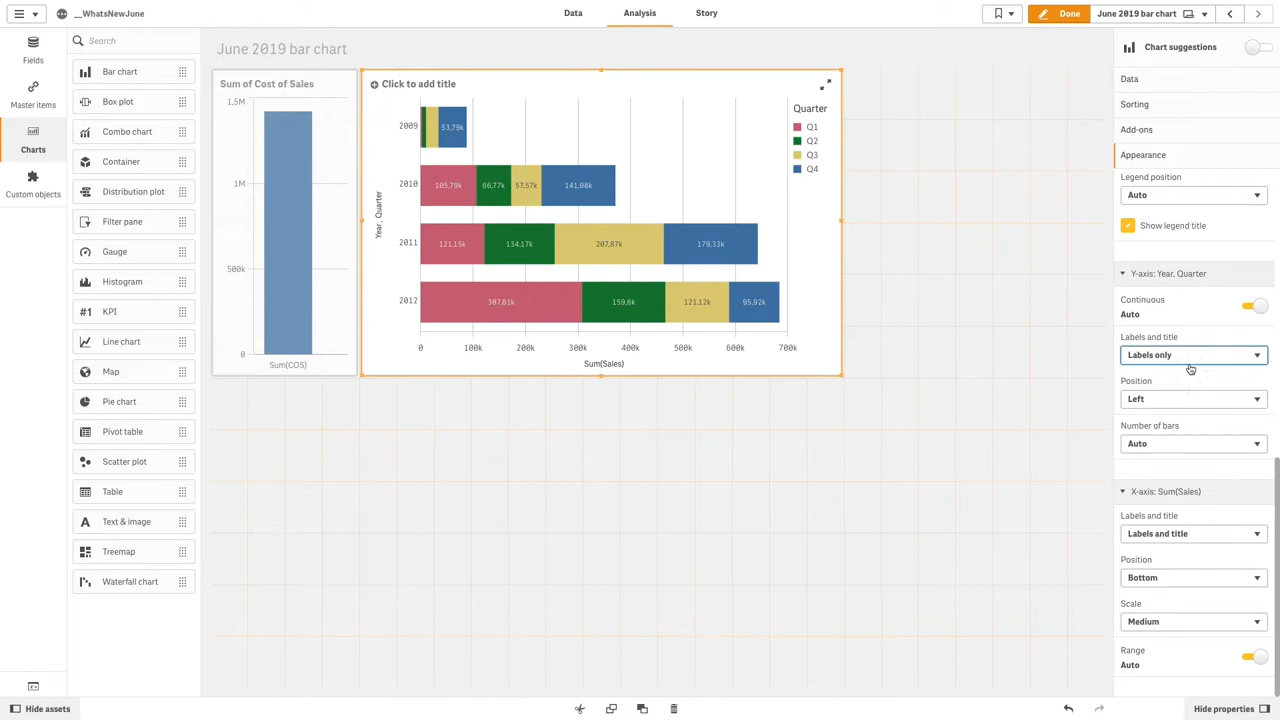 __WhatsNewJune
Data
Analysis
Story
Done
June 2019 bar chart
Fields
Master items
Charts
Custom objects
Search
Bar chart
Box plot
Combo chart
Container
Distribution plot
Filter pane
Gauge
Histogram
#1 KPI
Line chart
Map
Pie chart
Pivot table
Scatter plot
Table
A Text & image
Treemap
Waterfall chart
June 2019 bar chart
Sum of Cost of Sales
1,5M
1M
500k
0
Sum(COS)
Click to add title
Year, Quarter
2009
53,79k
2010
105,79k 66,77k 57,57k 141,08k
2011
121,15k 134,17k 207,87k 179,33k
2012
307,01k 159,6k 121,12k 95,92k
0 100k 200k 300k 400k 500k 600k 700k
Sum(Sales)
Quarter
Q1
Q2
Q3
Q4
Chart suggestions
Data
Sorting
Add-ons
Appearance
Legend position
Auto
Show legend title
Y-axis: Year, Quarter
Continuous
Auto
Labels and title
Labels only
Position
Left
Number of bars
Auto
X-axis: Sum(Sales)
Labels and title
Labels and title
Position
Bottom
Scale
Medium
Range
Auto
Hide assets
Hide properties